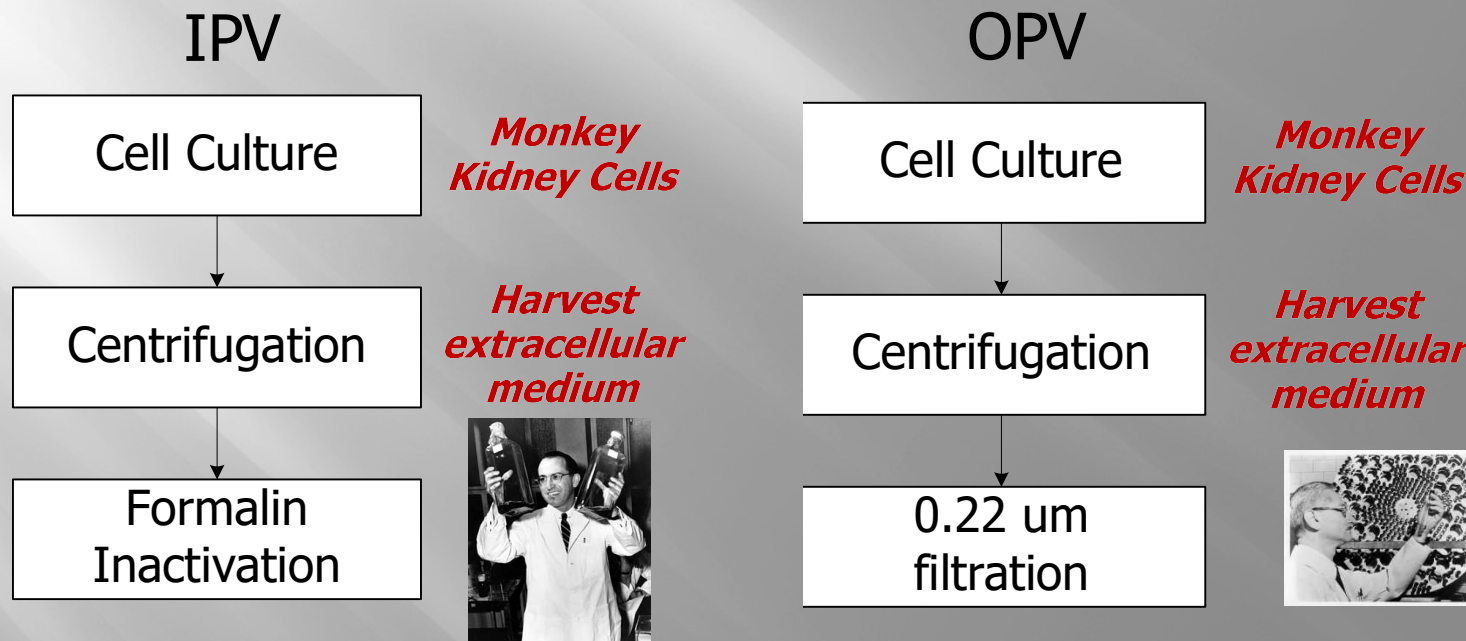 IPV
Cell Culture
Monkey
Kidney Cells
Centrifugation
Harvest
extracellular
medium
Formalin
Inactivation
OPV
Cell Culture
Monkey
Kidney Cells
Centrifugation
Harvest
extracellular
medium
0.22 um
filtration